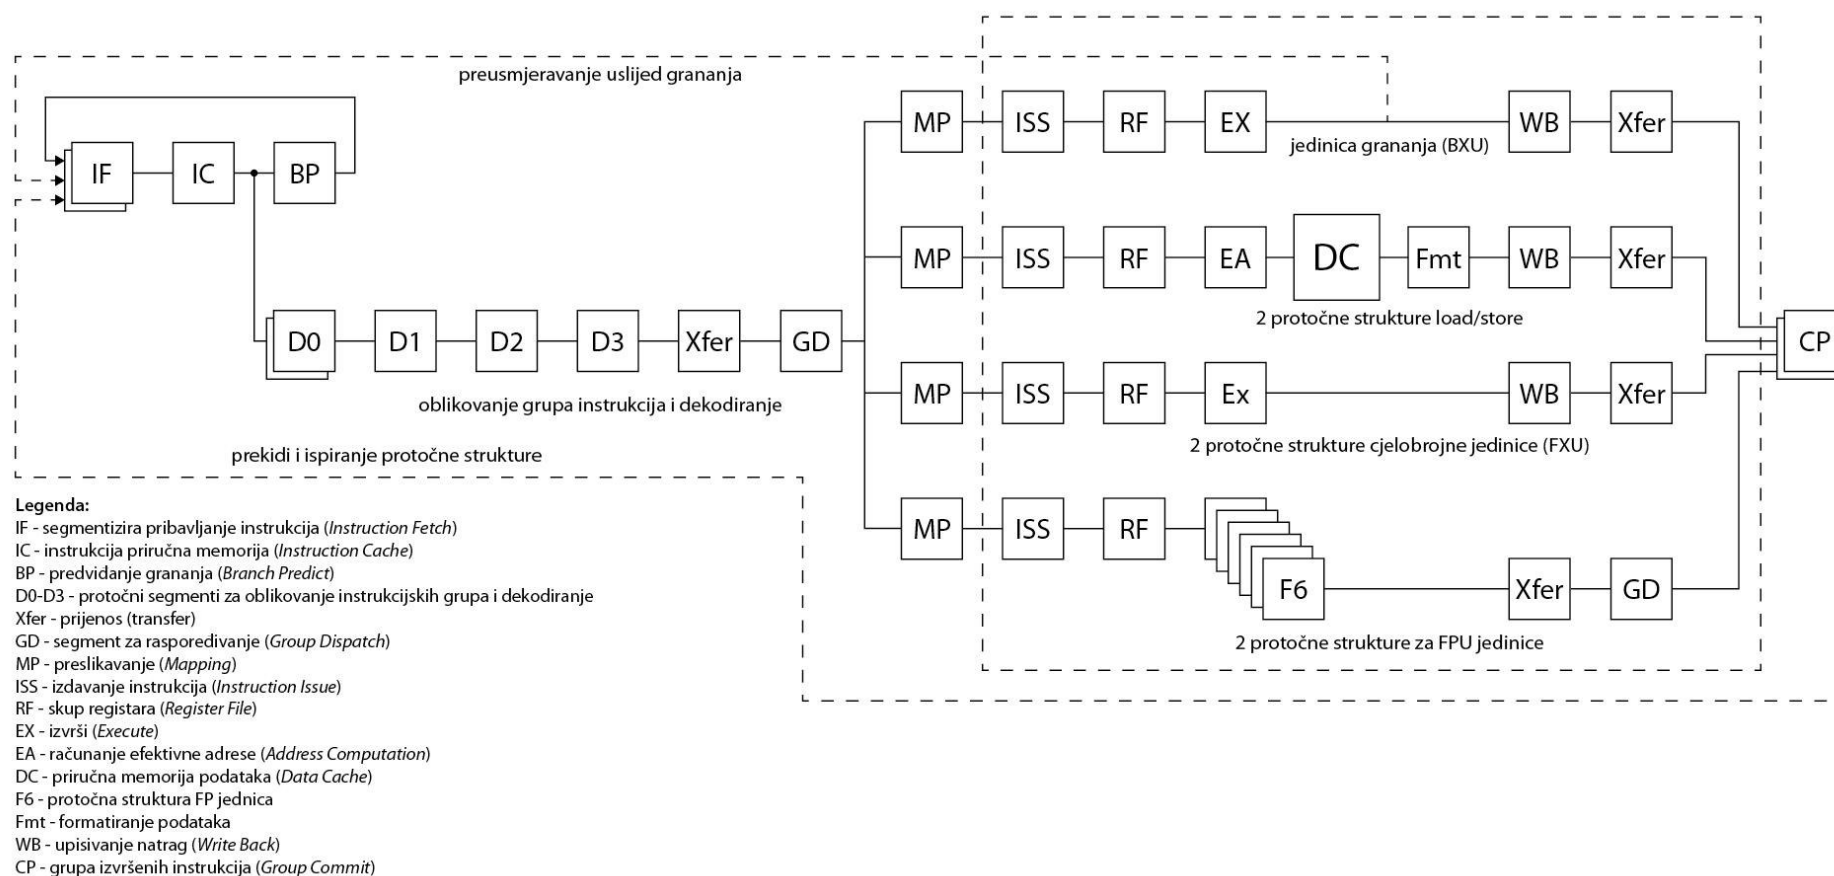 preusmjeravanje uslijed grananja
IF
IC
BP
MP
ISS
RF
EX
WB
Xfer
jedinica grananja (BXU)
MP
ISS
RF
EA
DC
Fmt
WB
Xfer
2 protočne strukture load/store
D0
D1
D2
D3
Xfer
GD
CP
oblikovanje grupa instrukcija i dekodiranje
MP
ISS
RF
Ex
WB
Xfer
2 protočne strukture cjelobrojne jedinice (FXU)
prekidi i ispiranje protočne strukture
MP
ISS
RF
F6
Xfer
GD
2 protočne strukture za FPU jedinice
Legenda:
IF - segmentizira pribavljanje instrukcija (Instruction Fetch)
IC - instrukcija priručna memorija (Instruction Cache)
BP - predvidanje grananja (Branch Predict)
D0-D3 - protočni segmenti za oblikovanje instrukcijskih grupa i dekodiranje
Xfer - prijenos (transfer)
GD - segment za rasporedivanje (Group Dispatch)
MP - preslikavanje (Mapping)
ISS - izdavanje instrukcija (Instruction Issue)
RF - skup registara (Register File)
EX - izvrši (Execute)
EA - računanje efektivne adrese (Address Computation)
DC - priručna memorija podataka (Data Cache)
F6 - protočna struktura FP jednica
Fmt - formatiranje podataka
WB - upisivanje natrag (Write Back)
CP - grupa izvršenih instrukcija (Group Commit)